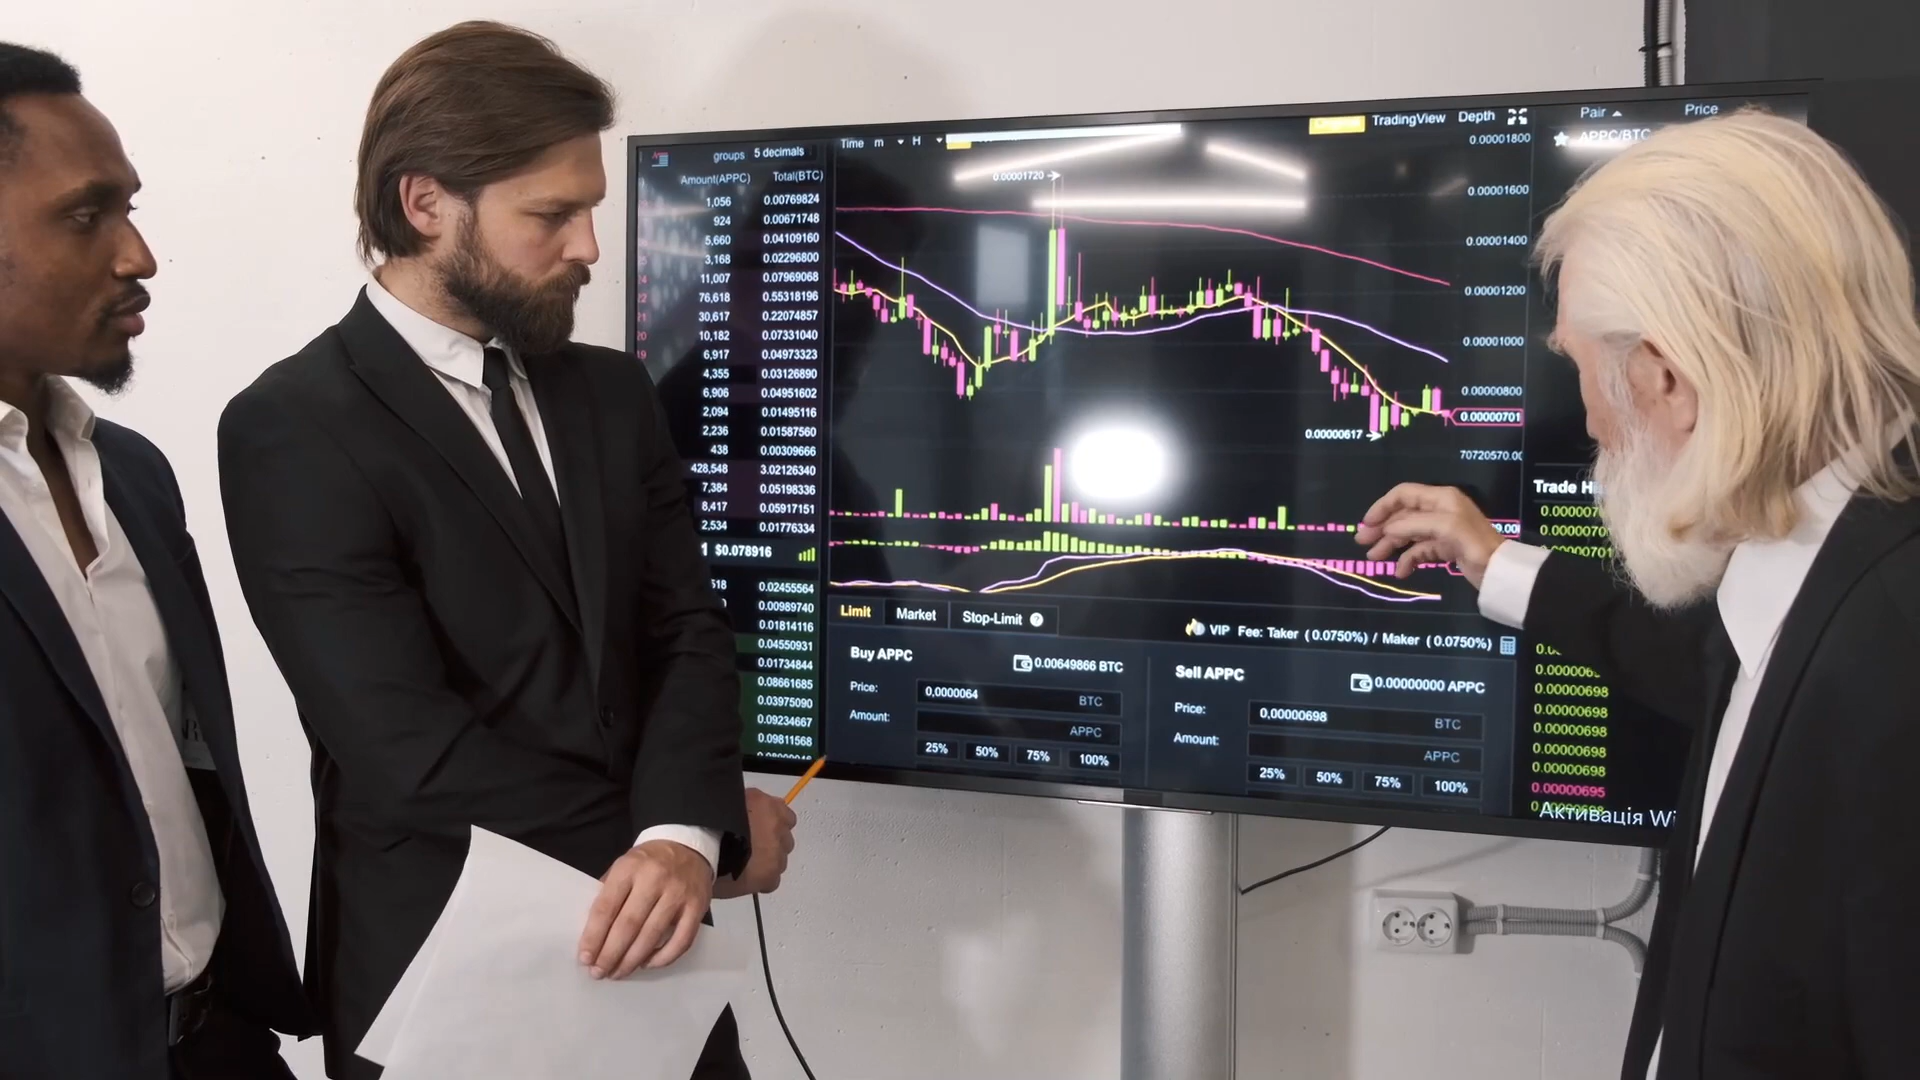 groups 5 decimals
Amount(APPC) Total(BTC)
1,056 0.00769824
924 0.00671748
5,660 0.04109160
3,168 0.02296800
11,007 0.07969068
76,618 0.55318196
30,617 0.22074857
10,182 0.07331040
6,917 0.04973323
4,355 0.03126890
6,906 0.04951602
2,094 0.01495116
2,236 0.01587560
438 0.00309666
428,548 3.02126340
7,384 0.05198336
8,417 0.05917151
2,534 0.01776334
1 $0.078916
518 0.02455564
0.00989740
0.01814116
0.04550931
0.01734844
0.08661685
0.03975090
0.09234667
0.09811568
Time m H
TradingView Depth
0.00001720
0.00001800
0.00001600
0.00001400
0.00001200
0.00001000
0.00000800
0.00000701
0.00000617
70720570.00
Limit Market Stop-Limit ?
VIP Fee: Taker (0.0750%) / Maker (0.0750%)
Buy APPC 0.00649866 BTC
Price: 0,0000064 BTC
Amount: APPC
25% 50% 75% 100%
Sell APPC 0.00000000 APPC
Price: 0,00000698 BTC
Amount: APPC
25% 50% 75% 100%
Pair Price
APPC/BTC
Trade Hi
0.0000070
0.00000698
0.00000698
0.00000698
0.00000698
0.00000698
0.00000695
Активація Wi